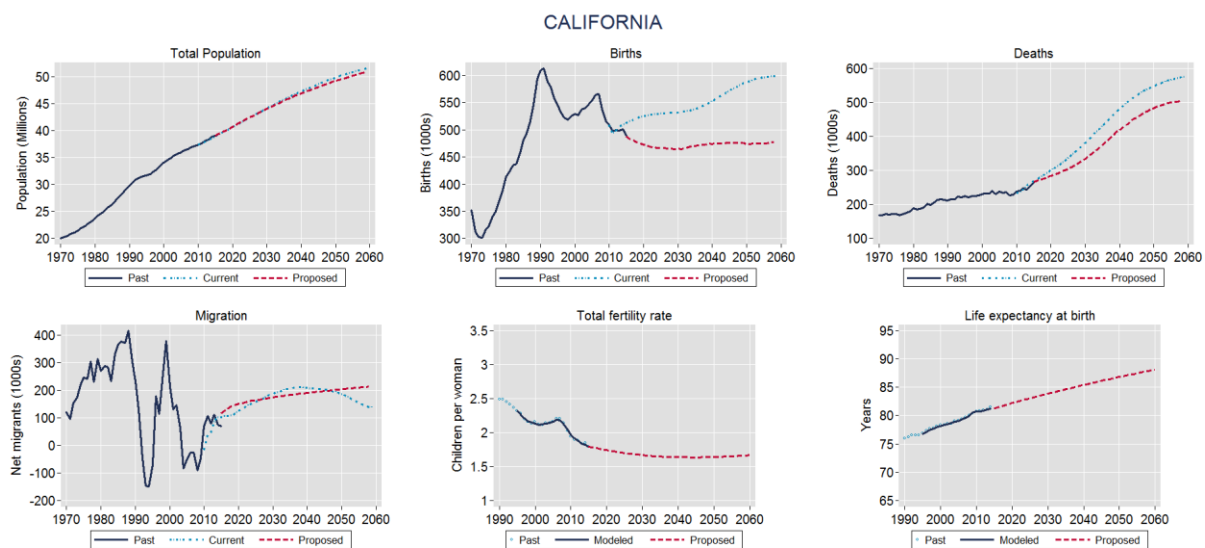 CALIFORNIA
Total Population
Population (Millions)
50
45
40
35
30
25
20
1970 1980 1990 2000 2010 2020 2030 2040 2050 2060
Past Current Proposed
Births
Births (1000s)
600
550
500
450
400
350
300
1970 1980 1990 2000 2010 2020 2030 2040 2050 2060
Past Current Proposed
Deaths
Deaths (1000s)
600
500
400
300
200
100
1970 1980 1990 2000 2010 2020 2030 2040 2050 2060
Past Current Proposed
Migration
Net migrants (1000s)
400
300
200
100
0
-100
-200
1970 1980 1990 2000 2010 2020 2030 2040 2050 2060
Past Current Proposed
Total fertility rate
Children per woman
3.5
3
2.5
2
1.5
1
1990 2000 2010 2020 2030 2040 2050 2060
Past Modeled Proposed
Life expectancy at birth
Years
95
90
85
80
75
70
65
1990 2000 2010 2020 2030 2040 2050 2060
Past Modeled Proposed